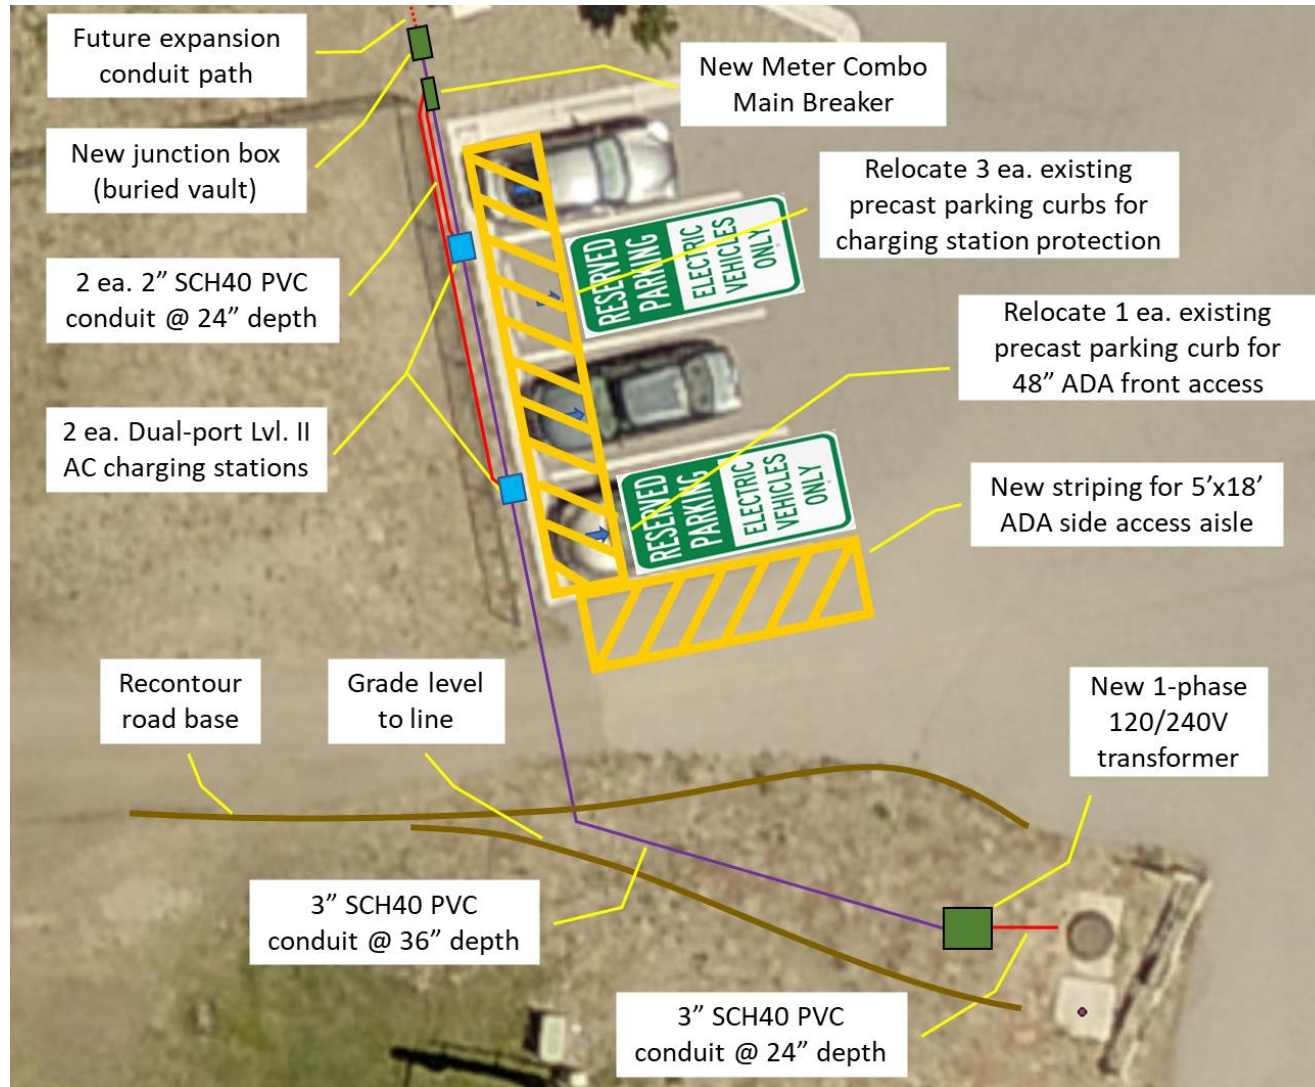 Future expansion
conduit path
New Meter Combo
Main Breaker
New junction box
(buried vault)
Relocate 3 ea. existing
precast parking curbs for
charging station protection
RESERVED
PARKING
ELECTRIC
VEHICLES
ONLY
2 ea. 2” SCH40 PVC
conduit @ 24” depth
Relocate 1 ea. existing
precast parking curb for
48” ADA front access
2 ea. Dual-port Lvl. II
AC charging stations
RESERVED
PARKING
ELECTRIC
VEHICLES
ONLY
New striping for 5’x18’
ADA side access aisle
Recontour
road base
Grade level
to line
New 1-phase
120/240V
transformer
3” SCH40 PVC
conduit @ 36” depth
3” SCH40 PVC
conduit @ 24” depth